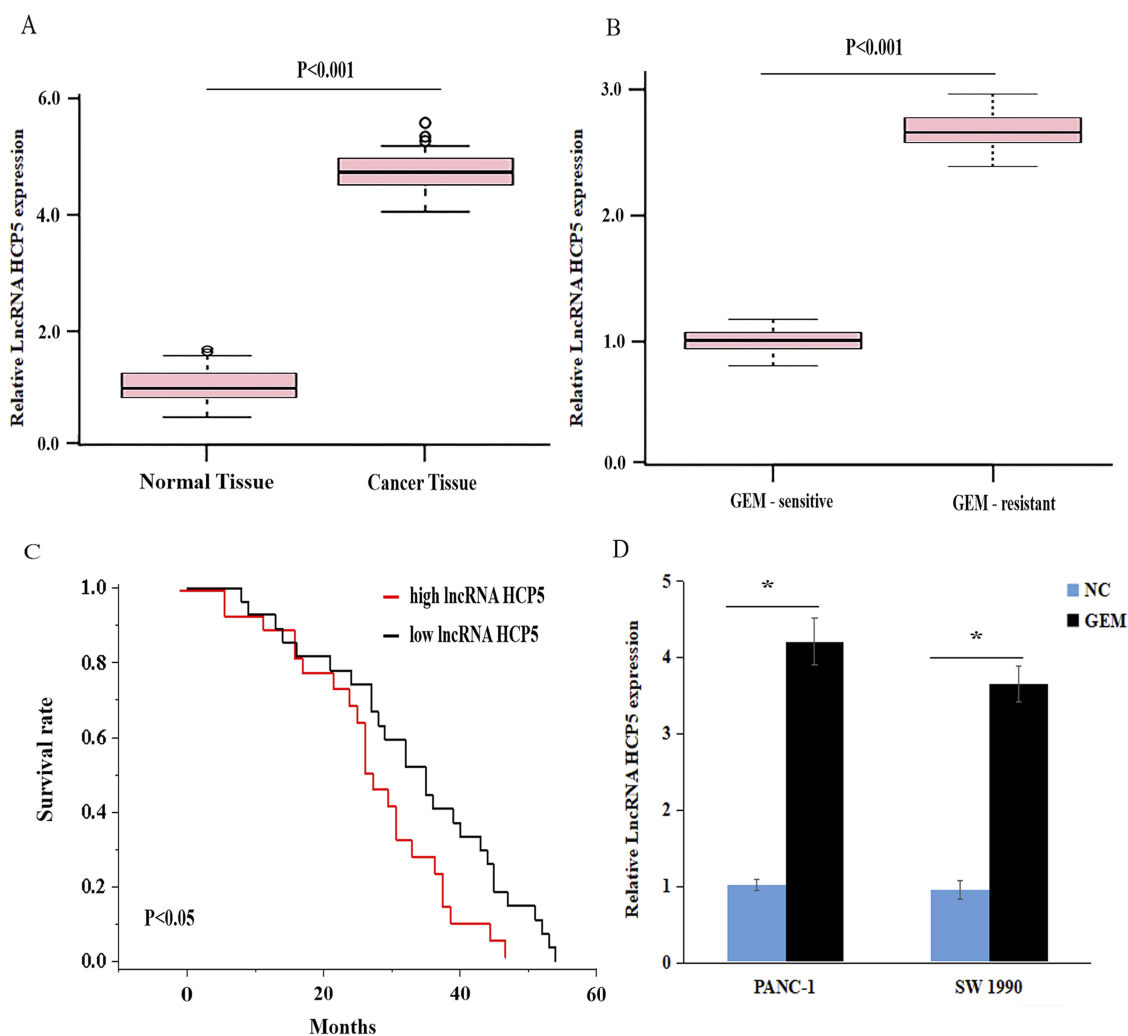 A
P<0.001
Relative LncRNA HCP5 expression
6.0
4.0
2.0
0.0
Normal Tissue
Cancer Tissue
B
P<0.001
Relative LncRNA HCP5 expression
3.0
2.0
1.0
0.0
GEM - sensitive
GEM - resistant
C
Survival rate
1.0
0.8
0.6
0.4
0.2
0.0
high lncRNA HCP5
low lncRNA HCP5
P<0.05
0
20
40
60
Months
D
Relative LncRNA HCP5 expression
5
4
3
2
1
0
*
*
NC
GEM
PANC-1
SW 1990